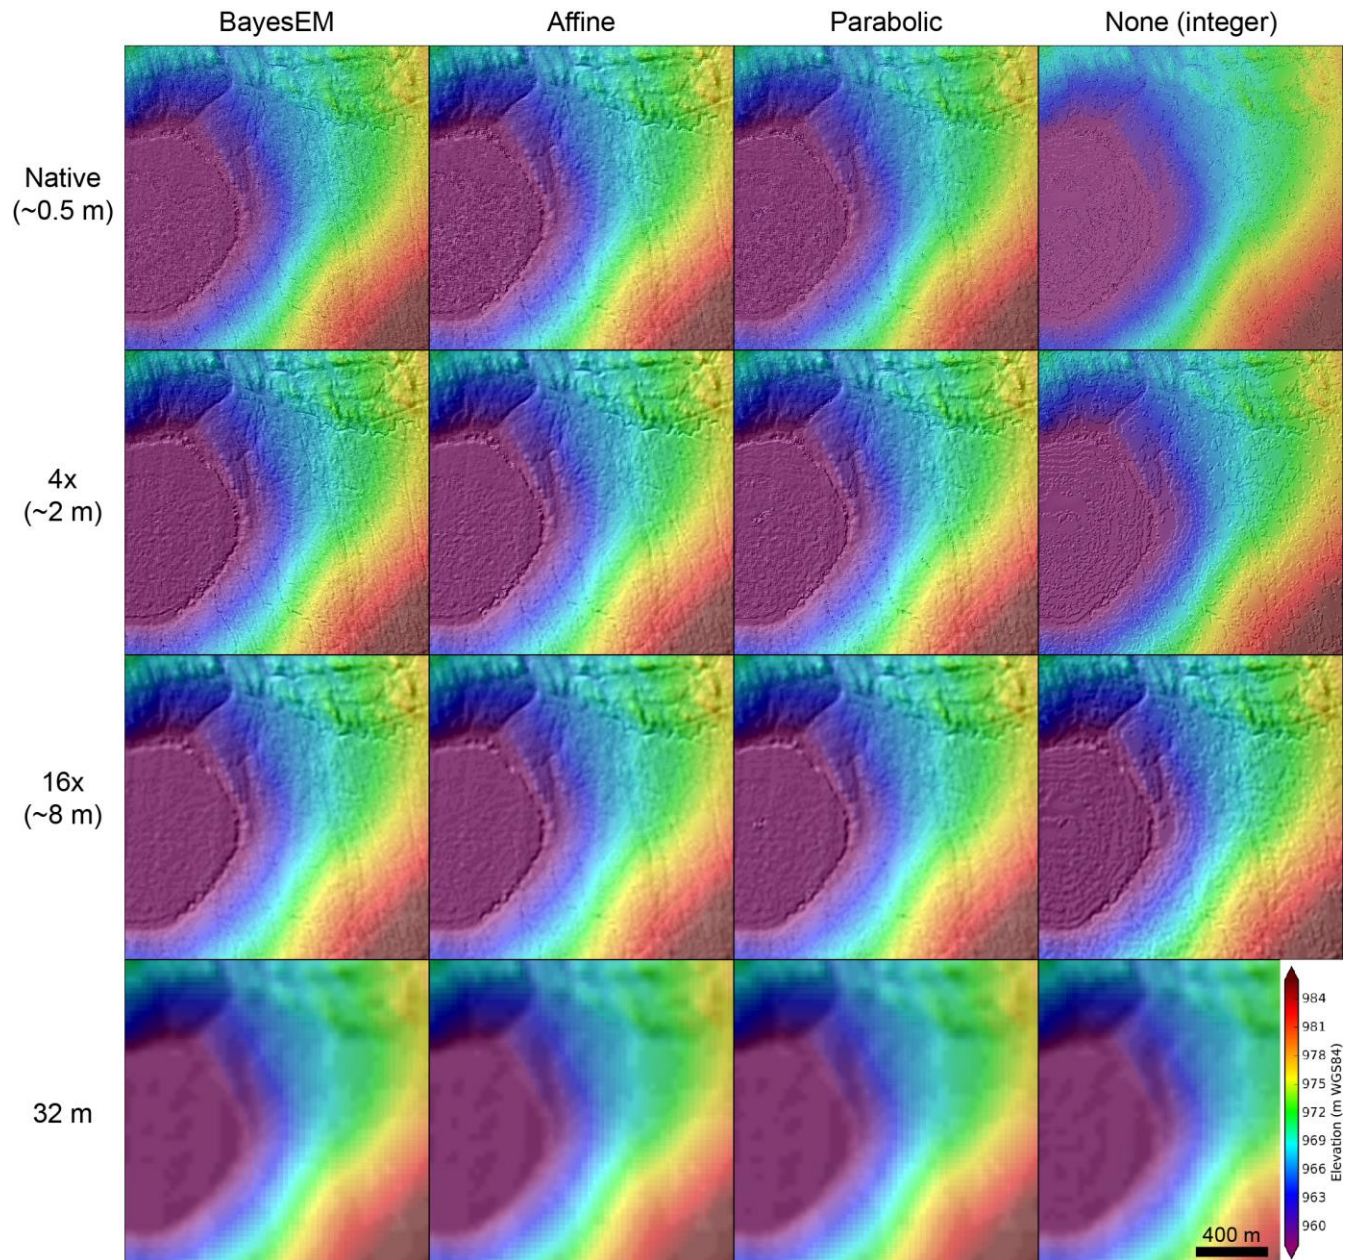 BayesEM Affine Parabolic None (integer)
Native
(~0.5 m)
4x
(~2 m)
16x
(~8 m)
32 m
984
981
978
975
972
969
966
963
960
Elevation (m WGS84)
400 m